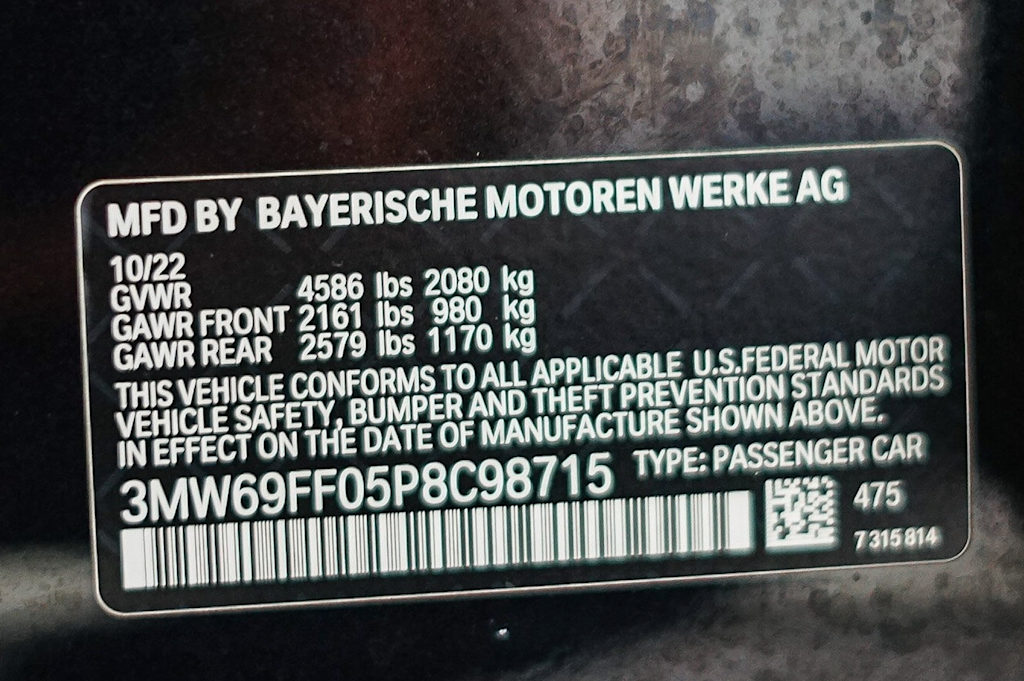 MFD BY BAYERISCHE MOTOREN WERKE AG
10/22
GVWR 4586 lbs 2080 kg
GAWR FRONT 2161 lbs 980 kg
GAWR REAR 2579 lbs 1170 kg
THIS VEHICLE CONFORMS TO ALL APPLICABLE U.S.FEDERAL MOTOR
VEHICLE SAFETY, BUMPER AND THEFT PREVENTION STANDARDS
IN EFFECT ON THE DATE OF MANUFACTURE SHOWN ABOVE.
3MW69FF05P8C98715 TYPE: PASSENGER CAR
475
7 315 814